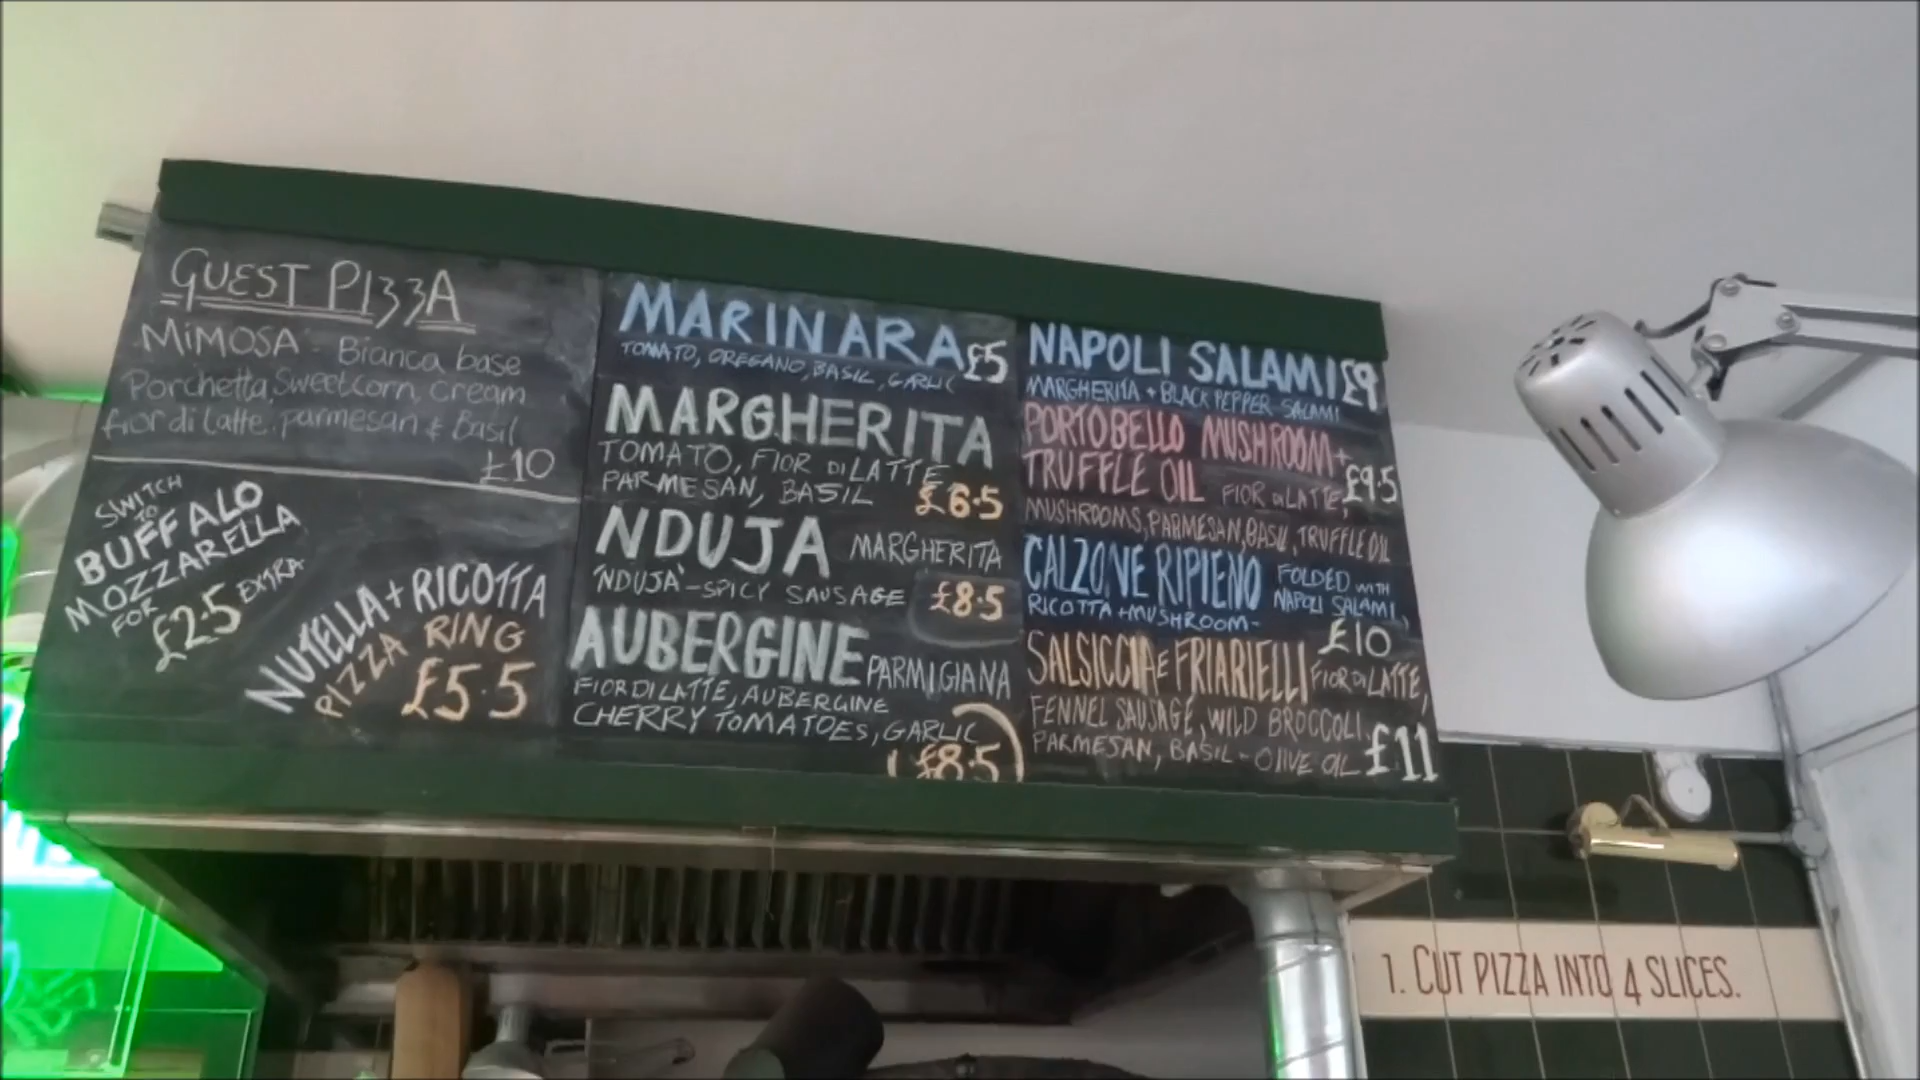 GUEST PIZZA
MIMOSA - Bianca base
Porchetta, Sweetcorn, Cream
fior di latte, parmesan & Basil
£10
SWITCH
TO
BUFFALO
MOZZARELLA
FOR £2.5 EXTRA
NUTELLA + RICOTTA
PIZZA RING
£5.5
MARINARA £5
TOMATO, OREGANO, BASIL, GARLIC
MARGHERITA
TOMATO, FIOR DI LATTE
PARMESAN, BASIL £6.5
NDUJA MARGHERITA
'NDUJA' - SPICY SAUSAGE £8.5
AUBERGINE PARMIGIANA
FIOR DI LATTE, AUBERGINE
CHERRY TOMATOES, GARLIC
£8.5
NAPOLI SALAMI £9
MARGHERITA + BLACK PEPPER SALAMI
PORTOBELLO MUSHROOM +
TRUFFLE OIL FIOR DI LATTE, £9.5
MUSHROOMS, PARMESAN, BASIL, TRUFFLE OIL
CALZONE RIPIENO FOLDED WITH
NAPOLI SALAMI,
RICOTTA + MUSHROOM -
£10
SALSICCIA E FRIARIELLI FIOR DI LATTE,
FENNEL SAUSAGE, WILD BROCCOLI,
PARMESAN, BASIL - OLIVE OIL £11
1. CUT PIZZA INTO 4 SLICES.